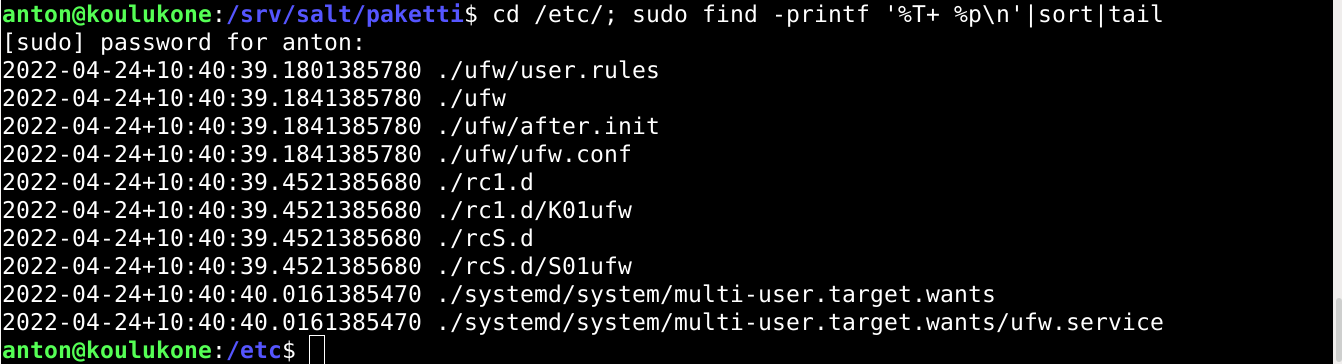 anton@koulukone:/srv/salt/paketti$ cd /etc/; sudo find -printf '%T+ %p\n'|sort|tail
[sudo] password for anton:
2022-04-24+10:40:39.1801385780 ./ufw/user.rules
2022-04-24+10:40:39.1841385780 ./ufw
2022-04-24+10:40:39.1841385780 ./ufw/after.init
2022-04-24+10:40:39.1841385780 ./ufw/ufw.conf
2022-04-24+10:40:39.4521385680 ./rc1.d
2022-04-24+10:40:39.4521385680 ./rc1.d/K01ufw
2022-04-24+10:40:39.4521385680 ./rcS.d
2022-04-24+10:40:39.4521385680 ./rcS.d/S01ufw
2022-04-24+10:40:40.0161385470 ./systemd/system/multi-user.target.wants
2022-04-24+10:40:40.0161385470 ./systemd/system/multi-user.target.wants/ufw.service
anton@koulukone:/etc$